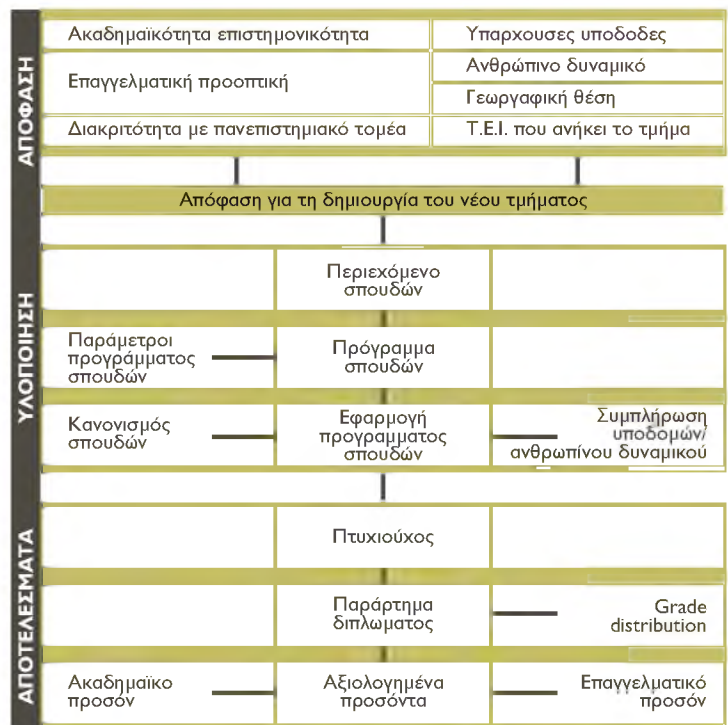 ΑΠΟΦΑΣΗ
Ακαδημαϊκότητα επιστημονικότητα
Υπαρχουσες υποδοδες
Επαγγελματική προοπτική
Ανθρώπινο δυναμικό
Γεωργαφική θέση
Διακριτότητα με πανεπιστημιακό τομέα
Τ.Ε.Ι. που ανήκει το τμήμα
Απόφαση για τη δημιουργία του νέου τμήματος
ΥΛΟΠΟΙΗΣΗ
Περιεχόμενο
σπουδών
Παράμετροι
προγράμματος
σπουδών
Πρόγραμμα
σπουδών
Κανονισμός
σπουδών
Εφαρμογή
προγραμματος
σπουδών
Συμπλήρωση
υποδομών/
ανθρωπίνου δυναμικού
ΑΠΟΤΕΛΕΣΜΑΤΑ
Πτυχιούχος
Παράρτημα
διπλωματος
Grade
distribution
Ακαδημαϊκο
προσόν
Αξιολογημένα
προσόντα
Επαγγελματικό
προσόν